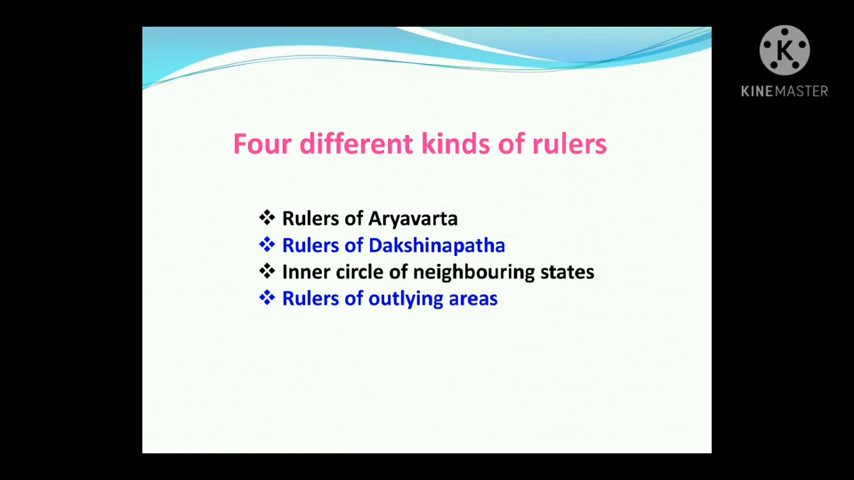 K
KINEMASTER
Four different kinds of rulers
❖ Rulers of Aryavarta
❖ Rulers of Dakshinapatha
❖ Inner circle of neighbouring states
❖ Rulers of outlying areas